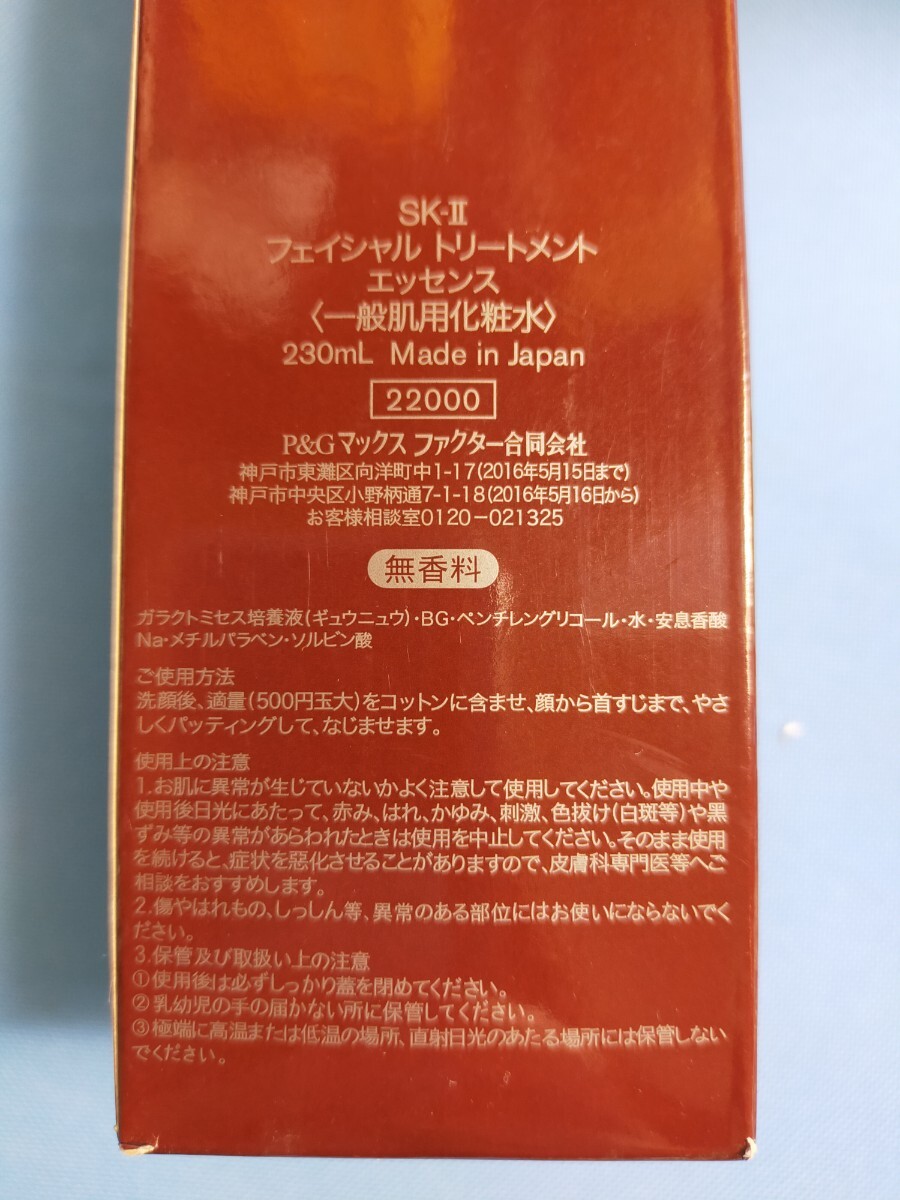 SK-II
フェイシャル トリートメント
エッセンス
〈一般肌用化粧水〉
230mL Made in Japan
22000
P&Gマックス ファクター合同会社
神戸市東灘区向洋町中1-17(2016年5月15日まで)
神戸市中央区小野柄通7-1-18(2016年5月16日から)
お客様相談室0120-021325
無香料
ガラクトミセス培養液(ギュウニュウ)・BG・ペンチレングリコール・水・安息香酸
Na・メチルパラベン・ソルビン酸
ご使用方法
洗顔後、適量(500円玉大)をコットンに含ませ、顔から首すじまで、やさ
しくパッティングして、なじませます。
使用上の注意
1.お肌に異常が生じていないかよく注意して使用してください。使用中や
使用後日光にあたって、赤み、はれ、かゆみ、刺激、色抜け(白斑等)や黒
ずみ等の異常があらわれたときは使用を中止してください。そのまま使用
を続けると、症状を悪化させることがありますので、皮膚科専門医等へご
相談をおすすめします。
2.傷やはれもの、しっしん等、異常のある部位にはお使いにならないでく
ださい。
3.保管及び取扱い上の注意
①使用後は必ずしっかり蓋を閉めてください。
②乳幼児の手の届かない所に保管してください。
③極端に高温または低温の場所、直射日光のあたる場所には保管しない
でください。